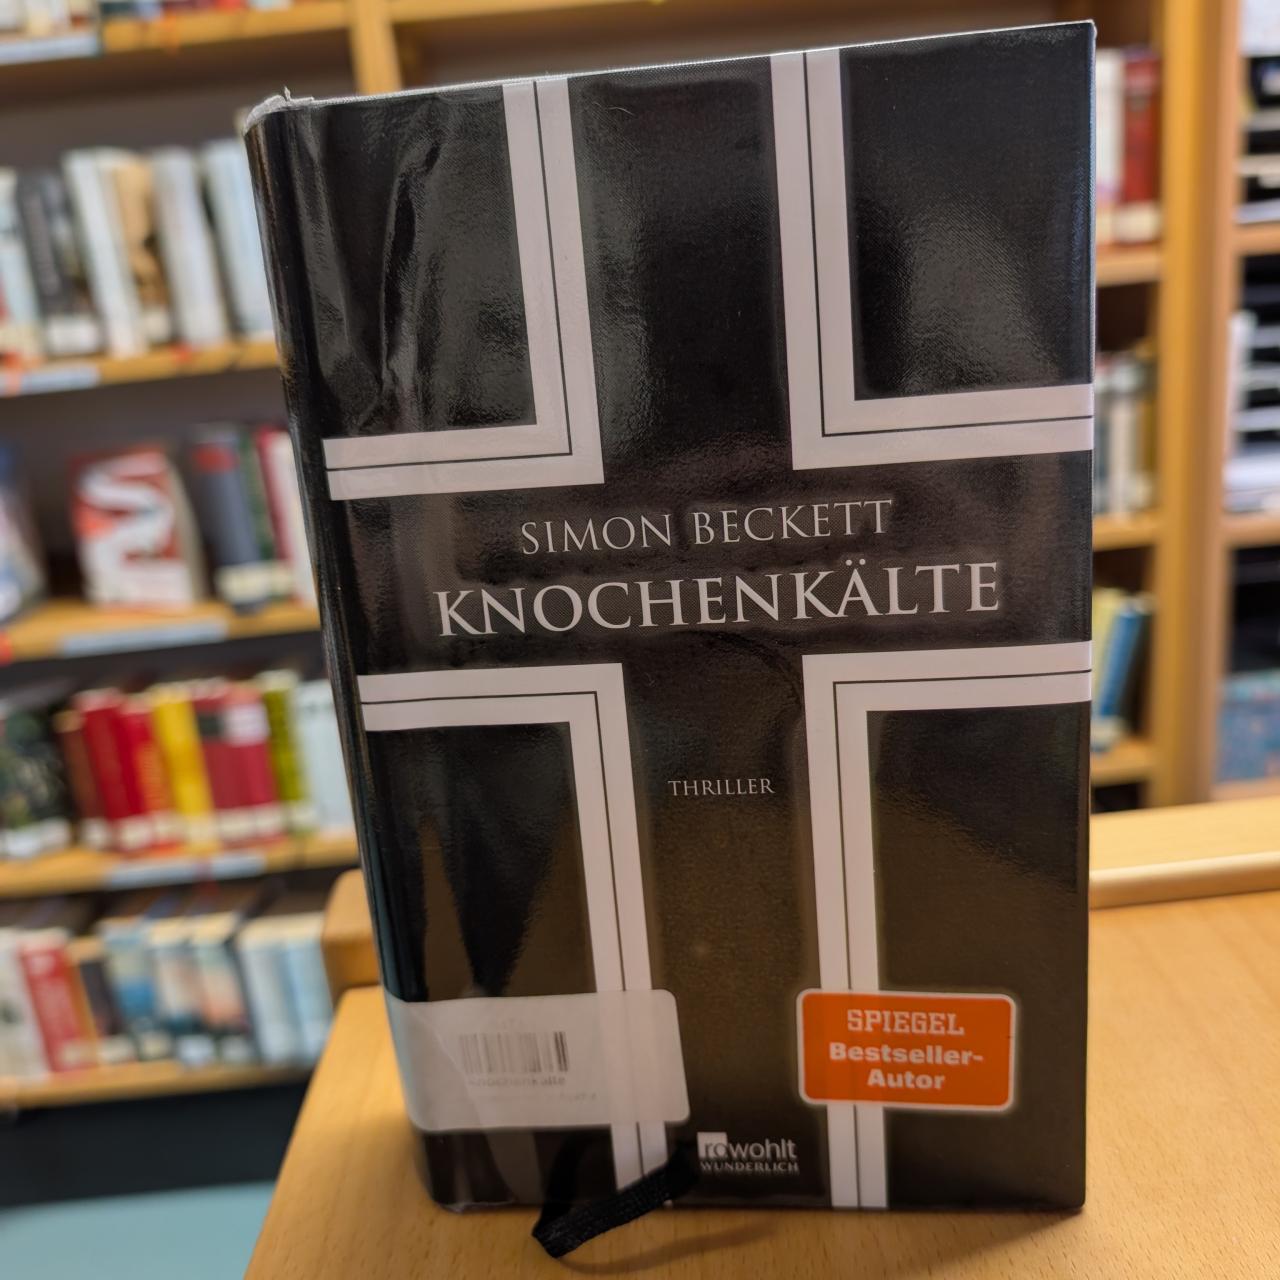 SIMON BECKETT
KNOCHENKÄLTE
THRILLER
Knochenkälte
SPIEGEL
Bestseller-
Autor
rowohlt
WUNDERLICH